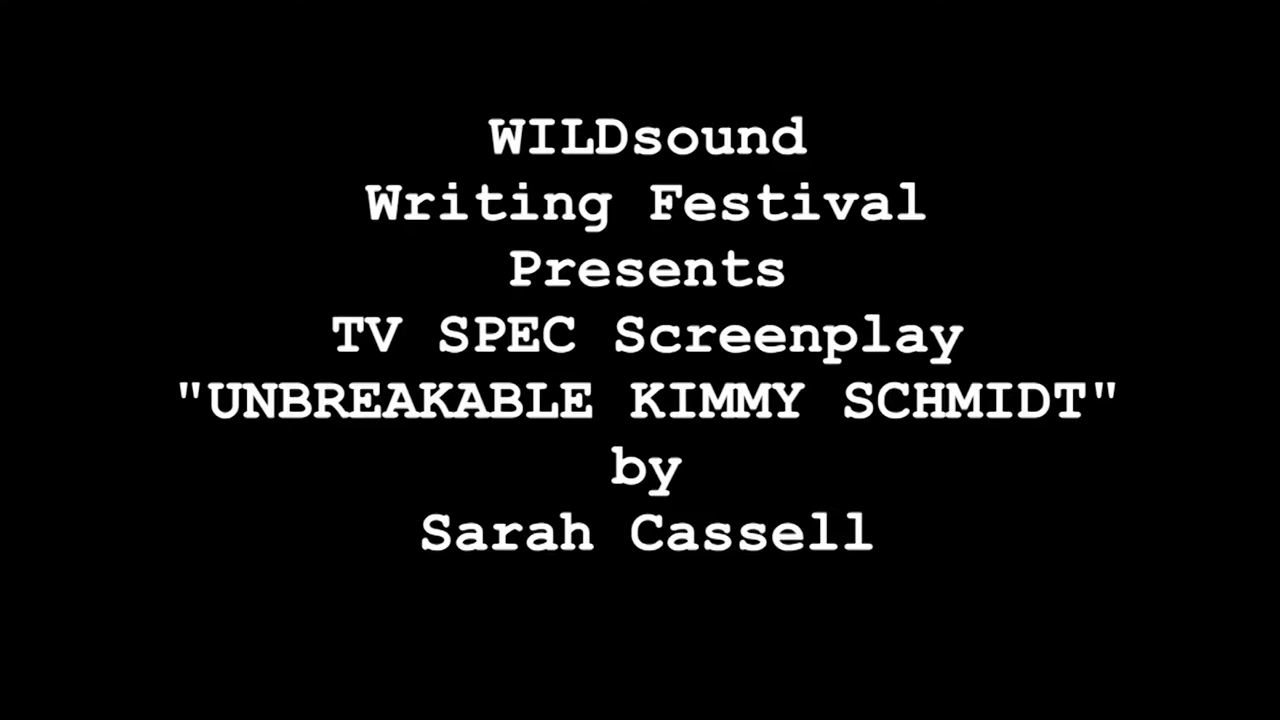 WILDsound
Writing Festival
Presents
TV SPEC Screenplay
"UNBREAKABLE KIMMY SCHMIDT"
by
Sarah Cassell